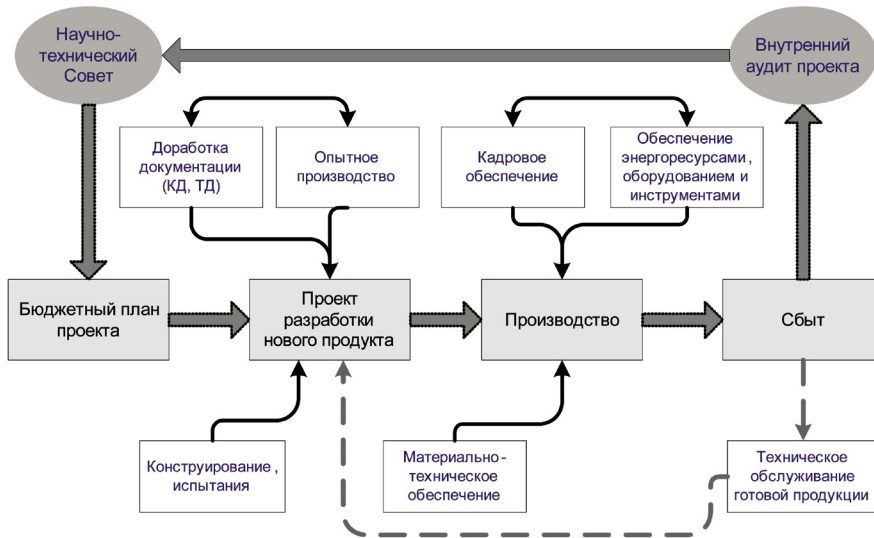 Научно-
технический
Совет
Внутренний
аудит проекта
Доработка
документации
(КД, ТД)
Опытное
производство
Кадровое
обеспечение
Обеспечение
энергоресурсами,
оборудованием и
инструментами
Бюджетный план
проекта
Проект
разработки
нового продукта
Производство
Сбыт
Конструирование,
испытания
Материально-
техническое
обеспечение
Техническое
обслуживание
готовой продукции